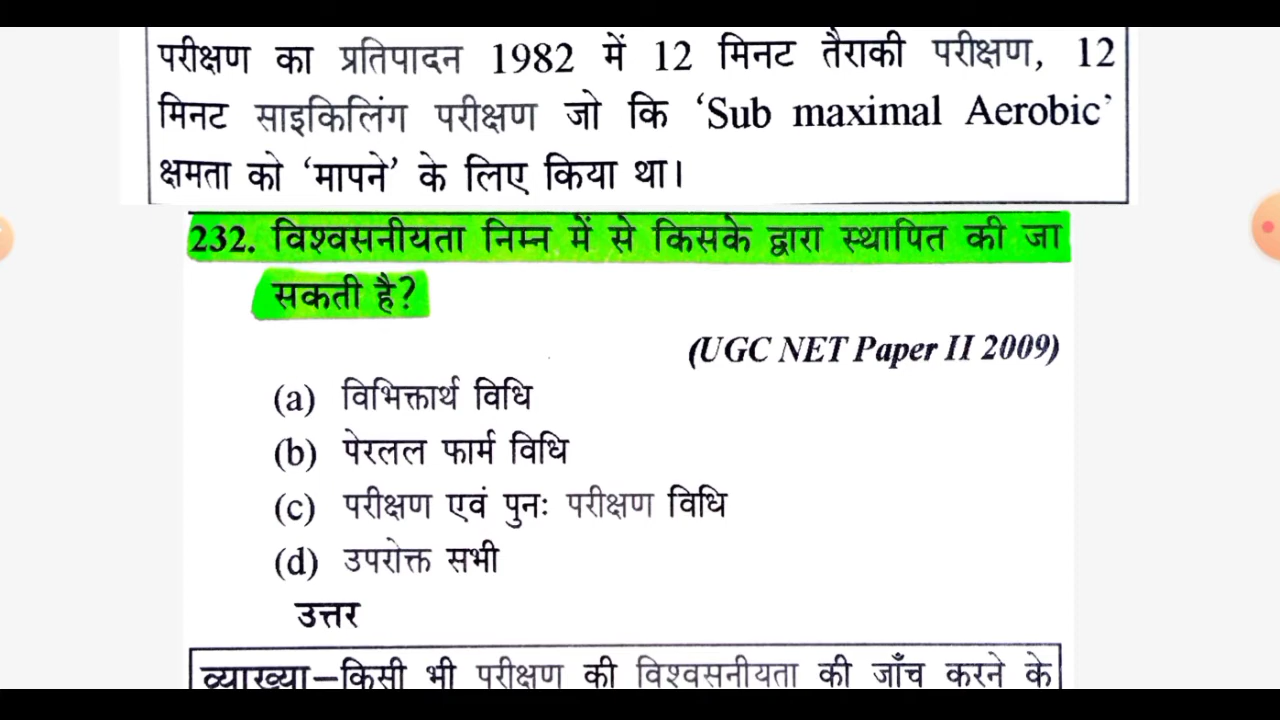 परीक्षण का प्रतिपादन 1982 में 12 मिनट तैराकी परीक्षण, 12
मिनट साइकिलिंग परीक्षण जो कि ‘Sub maximal Aerobic’
क्षमता को ‘मापने’ के लिए किया था।
232. विश्वसनीयता निम्न में से किसके द्वारा स्थापित की जा
सकती है?
(UGC NET Paper II 2009)
(a) विभिक्तार्थ विधि
(b) पेरलल फार्म विधि
(c) परीक्षण एवं पुनः परीक्षण विधि
(d) उपरोक्त सभी
उत्तर
व्याख्या–किसी भी परीक्षण की विश्वसनीयता की जाँच करने के